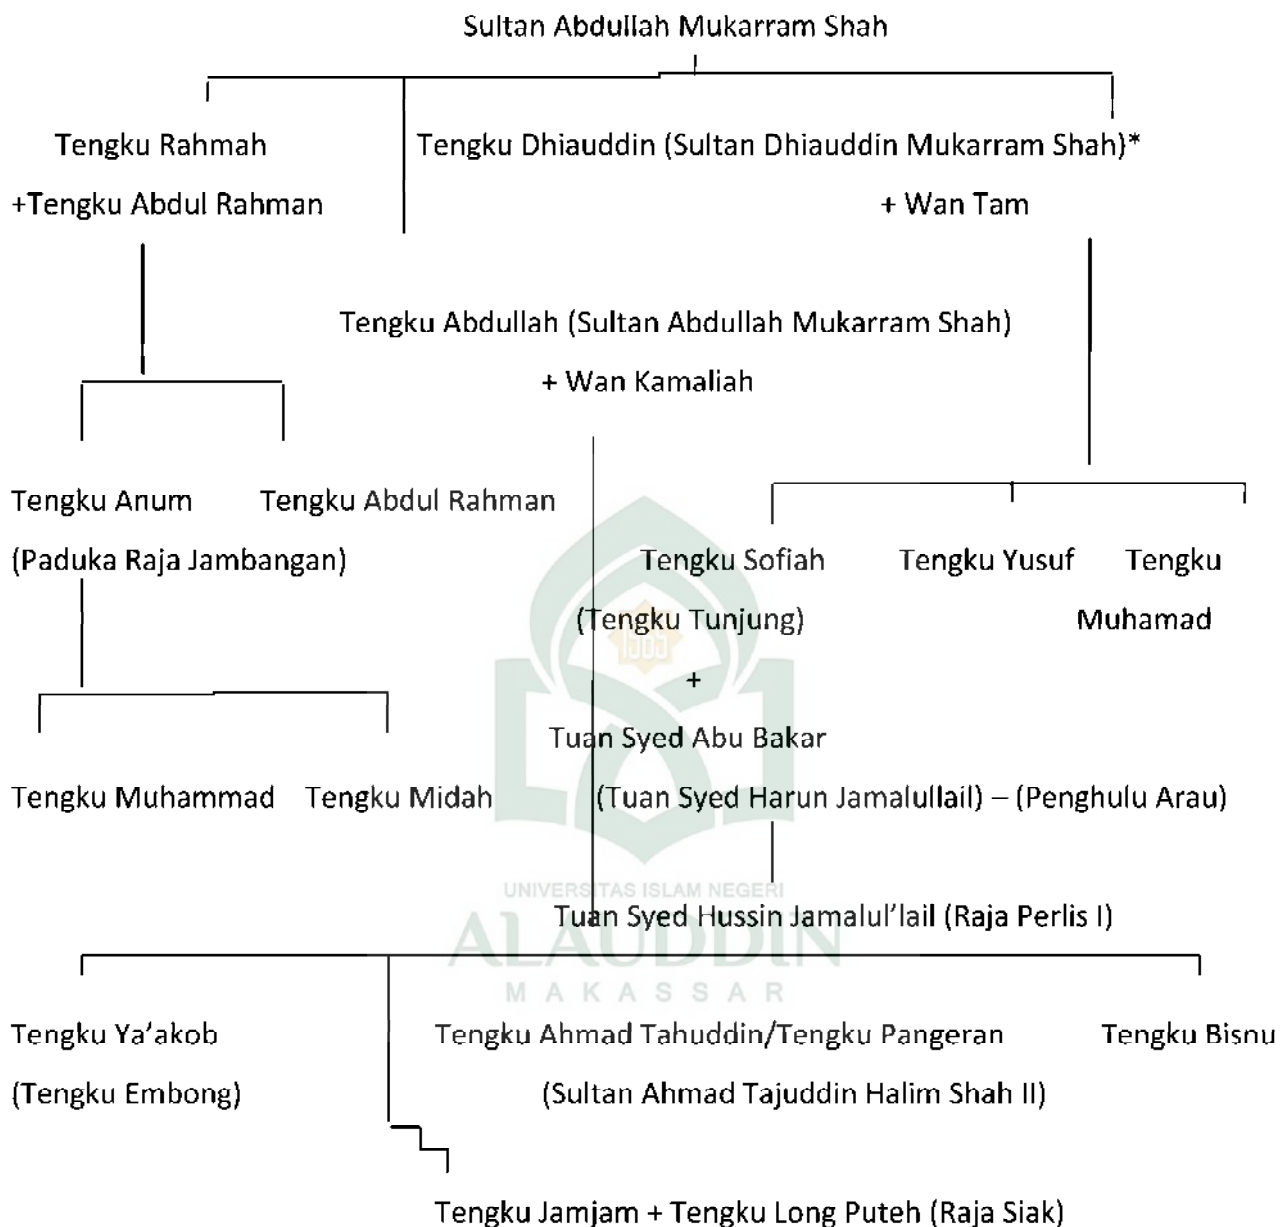 Sultan Abdullah Mukarram Shah
Tengku Rahmah Tengku Dhiauddin (Sultan Dhiauddin Mukarram Shah)*
+Tengku Abdul Rahman + Wan Tam
Tengku Abdullah (Sultan Abdullah Mukarram Shah)
+ Wan Kamaliah
Tengku Anum Tengku Abdul Rahman
(Paduka Raja Jambangan) Tengku Sofiah Tengku Yusuf Tengku
(Tengku Tunjung) Muhamad
1965
+
Tuan Syed Abu Bakar
Tengku Muhammad Tengku Midah (Tuan Syed Harun Jamalullail) – (Penghulu Arau)
UNIVERSITAS ISLAM NEGERI
Tuan Syed Hussin Jamalul’lail (Raja Perlis I)
ALAUDDIN
MAKASSAR
Tengku Ya’akob Tengku Ahmad Tahuddin/Tengku Pangeran Tengku Bisnu
(Tengku Embong) (Sultan Ahmad Tajuddin Halim Shah II)
Tengku Jamjam + Tengku Long Puteh (Raja Siak)